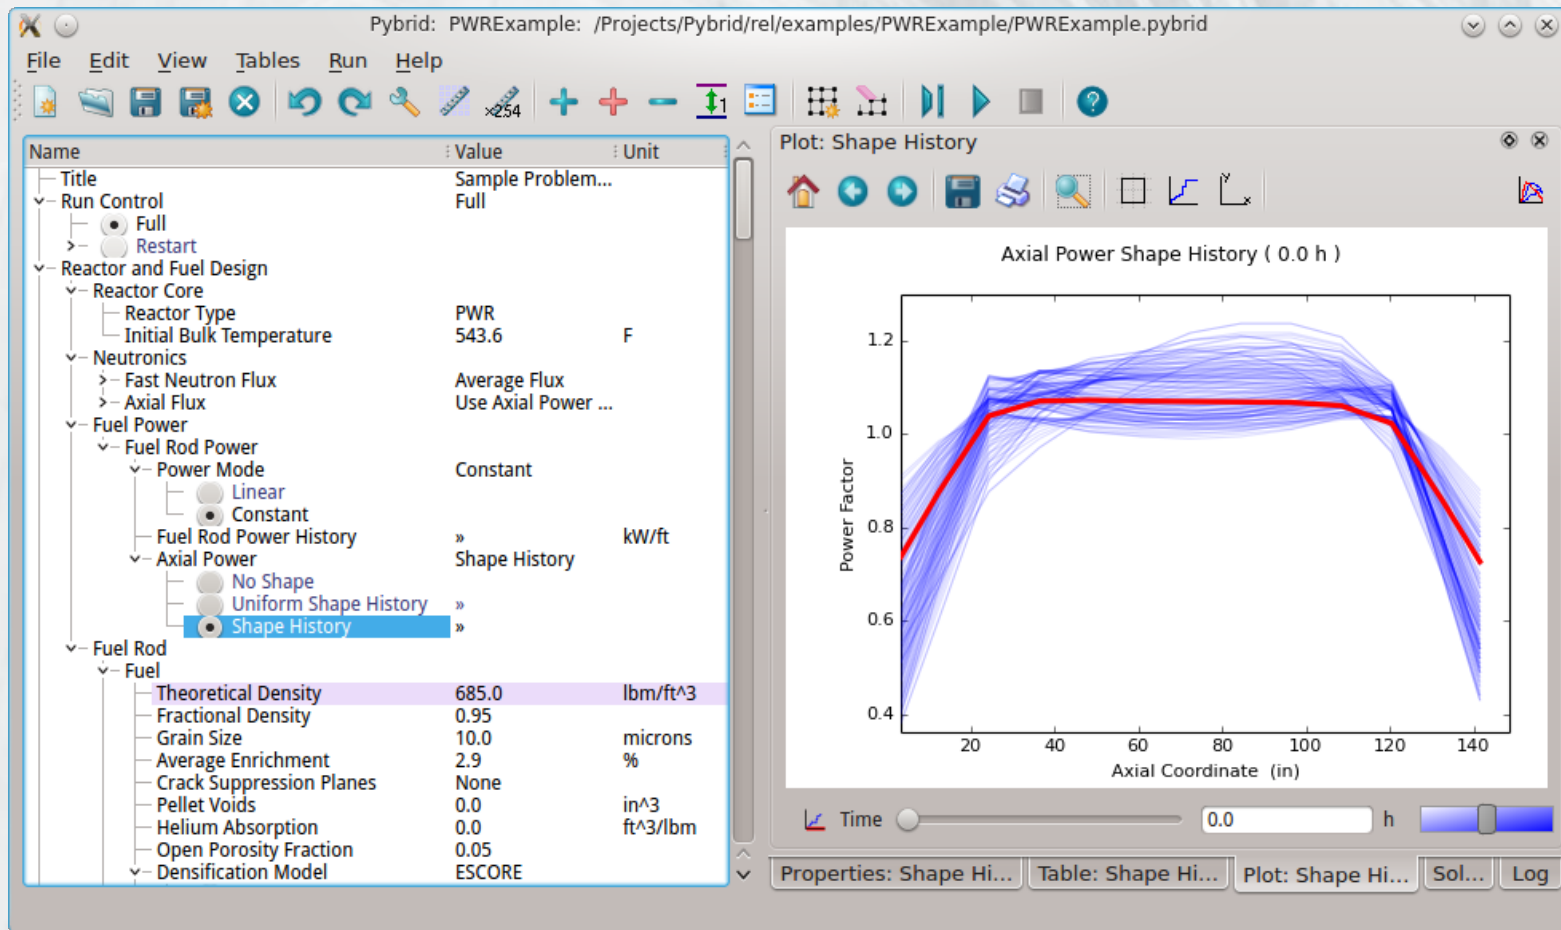 Pybrid: PWRExample: /Projects/Pybrid/rel/examples/PWRExample/PWRExample.pybrid
File Edit View Tables Run Help
x254 1
Name Value Unit
Title Sample Problem...
Run Control Full
Full
Restart
Reactor and Fuel Design
Reactor Core
Reactor Type PWR
Initial Bulk Temperature 543.6 F
Neutronics
Fast Neutron Flux Average Flux
Axial Flux Use Axial Power ...
Fuel Power
Fuel Rod Power
Power Mode Constant
Linear
Constant
Fuel Rod Power History » kW/ft
Axial Power Shape History
No Shape
Uniform Shape History »
Shape History »
Fuel Rod
Fuel
Theoretical Density 685.0 lbm/ft^3
Fractional Density 0.95
Grain Size 10.0 microns
Average Enrichment 2.9 %
Crack Suppression Planes None
Pellet Voids 0.0 in^3
Helium Absorption 0.0 ft^3/lbm
Open Porosity Fraction 0.05
Densification Model ESCORE
Plot: Shape History
Y x
Axial Power Shape History ( 0.0 h )
1.2
1.0
0.8
0.6
0.4
Power Factor
20 40 60 80 100 120 140
Axial Coordinate (in)
Time 0.0 h
Properties: Shape Hi... Table: Shape Hi... Plot: Shape Hi... Sol... Log